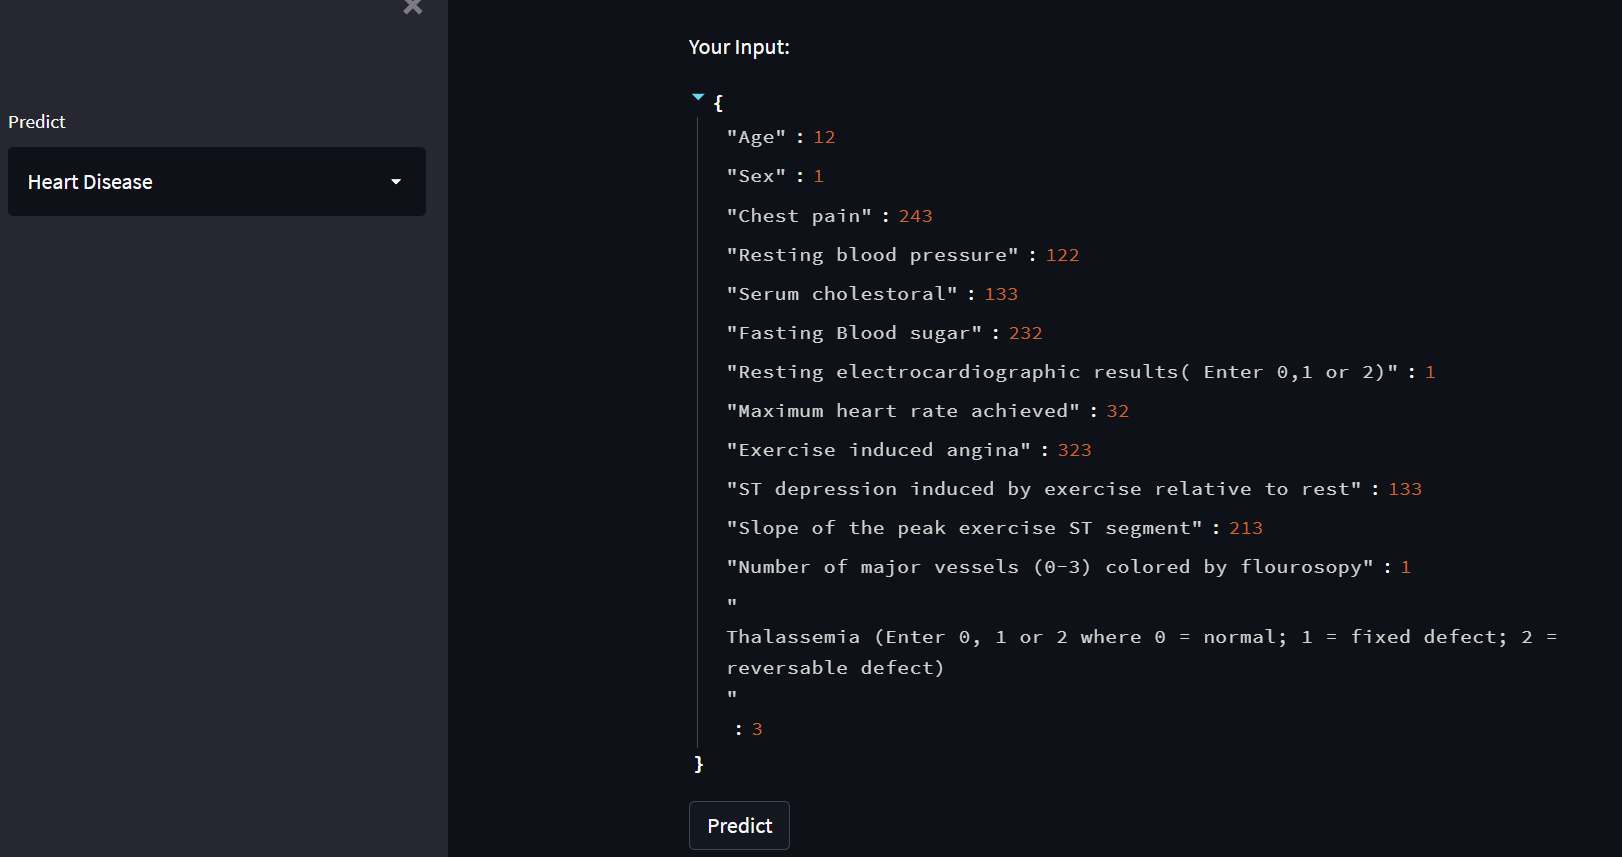 Predict
Heart Disease
Your Input:
{
"Age" : 12
"Sex" : 1
"Chest pain" : 243
"Resting blood pressure" : 122
"Serum cholestoral" : 133
"Fasting Blood sugar" : 232
"Resting electrocardiographic results( Enter 0,1 or 2)" : 1
"Maximum heart rate achieved" : 32
"Exercise induced angina" : 323
"ST depression induced by exercise relative to rest" : 133
"Slope of the peak exercise ST segment" : 213
"Number of major vessels (0-3) colored by flourosopy" : 1
"
Thalassemia (Enter 0, 1 or 2 where 0 = normal; 1 = fixed defect; 2 =
reversable defect)
"
: 3
}
Predict